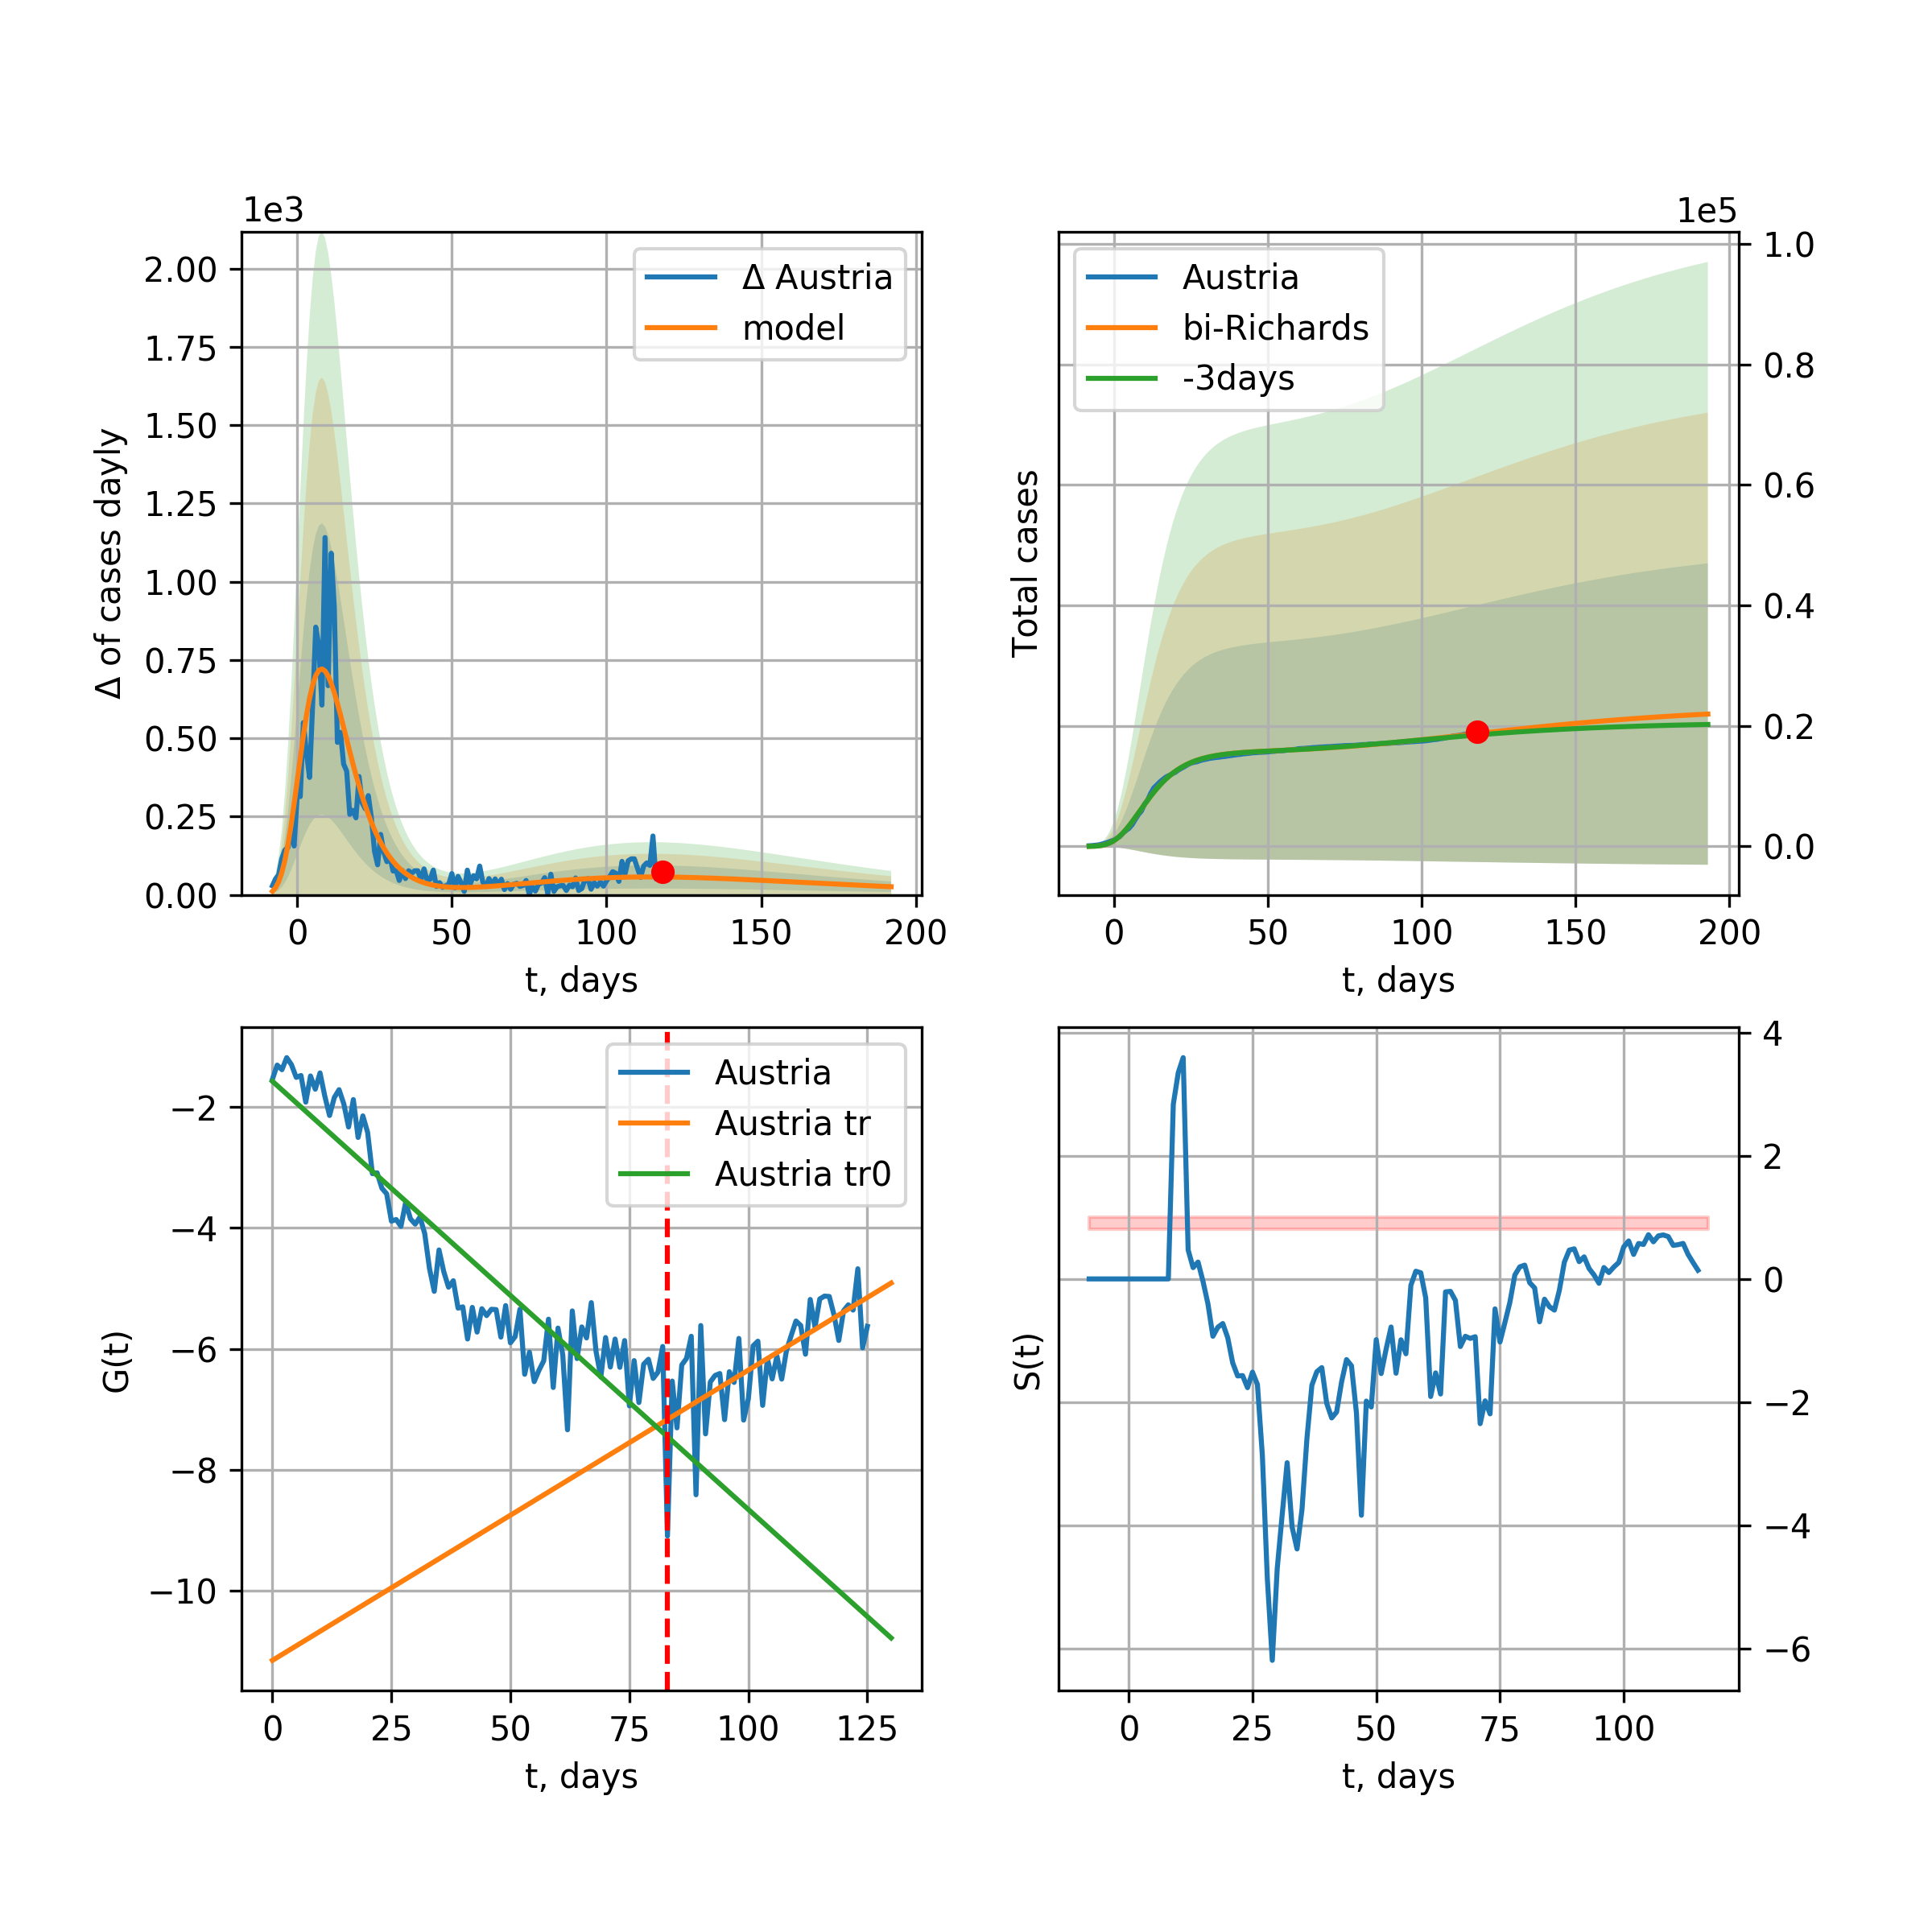 1e3
2.00
1.75
1.50
1.25
1.00
0.75
0.50
0.25
0.00
Δ of cases dayly
Δ Austria
model
0 50 100 150 200
t, days
1e5
1.0
0.8
0.6
0.4
0.2
0.0
Total cases
Austria
bi-Richards
-3days
0 50 100 150 200
t, days
−2
−4
−6
−8
−10
G(t)
Austria
Austria tr
Austria tr0
0 25 50 75 100 125
t, days
4
2
0
−2
−4
−6
S(t)
0 25 50 75 100
t, days